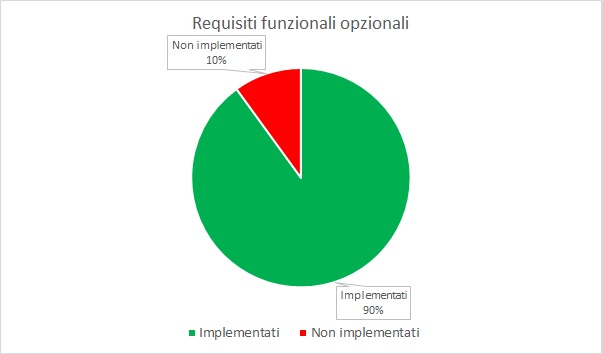 Requisiti funzionali opzionali
Non implementati
10%
Implementati
90%
Implementati
Non implementati